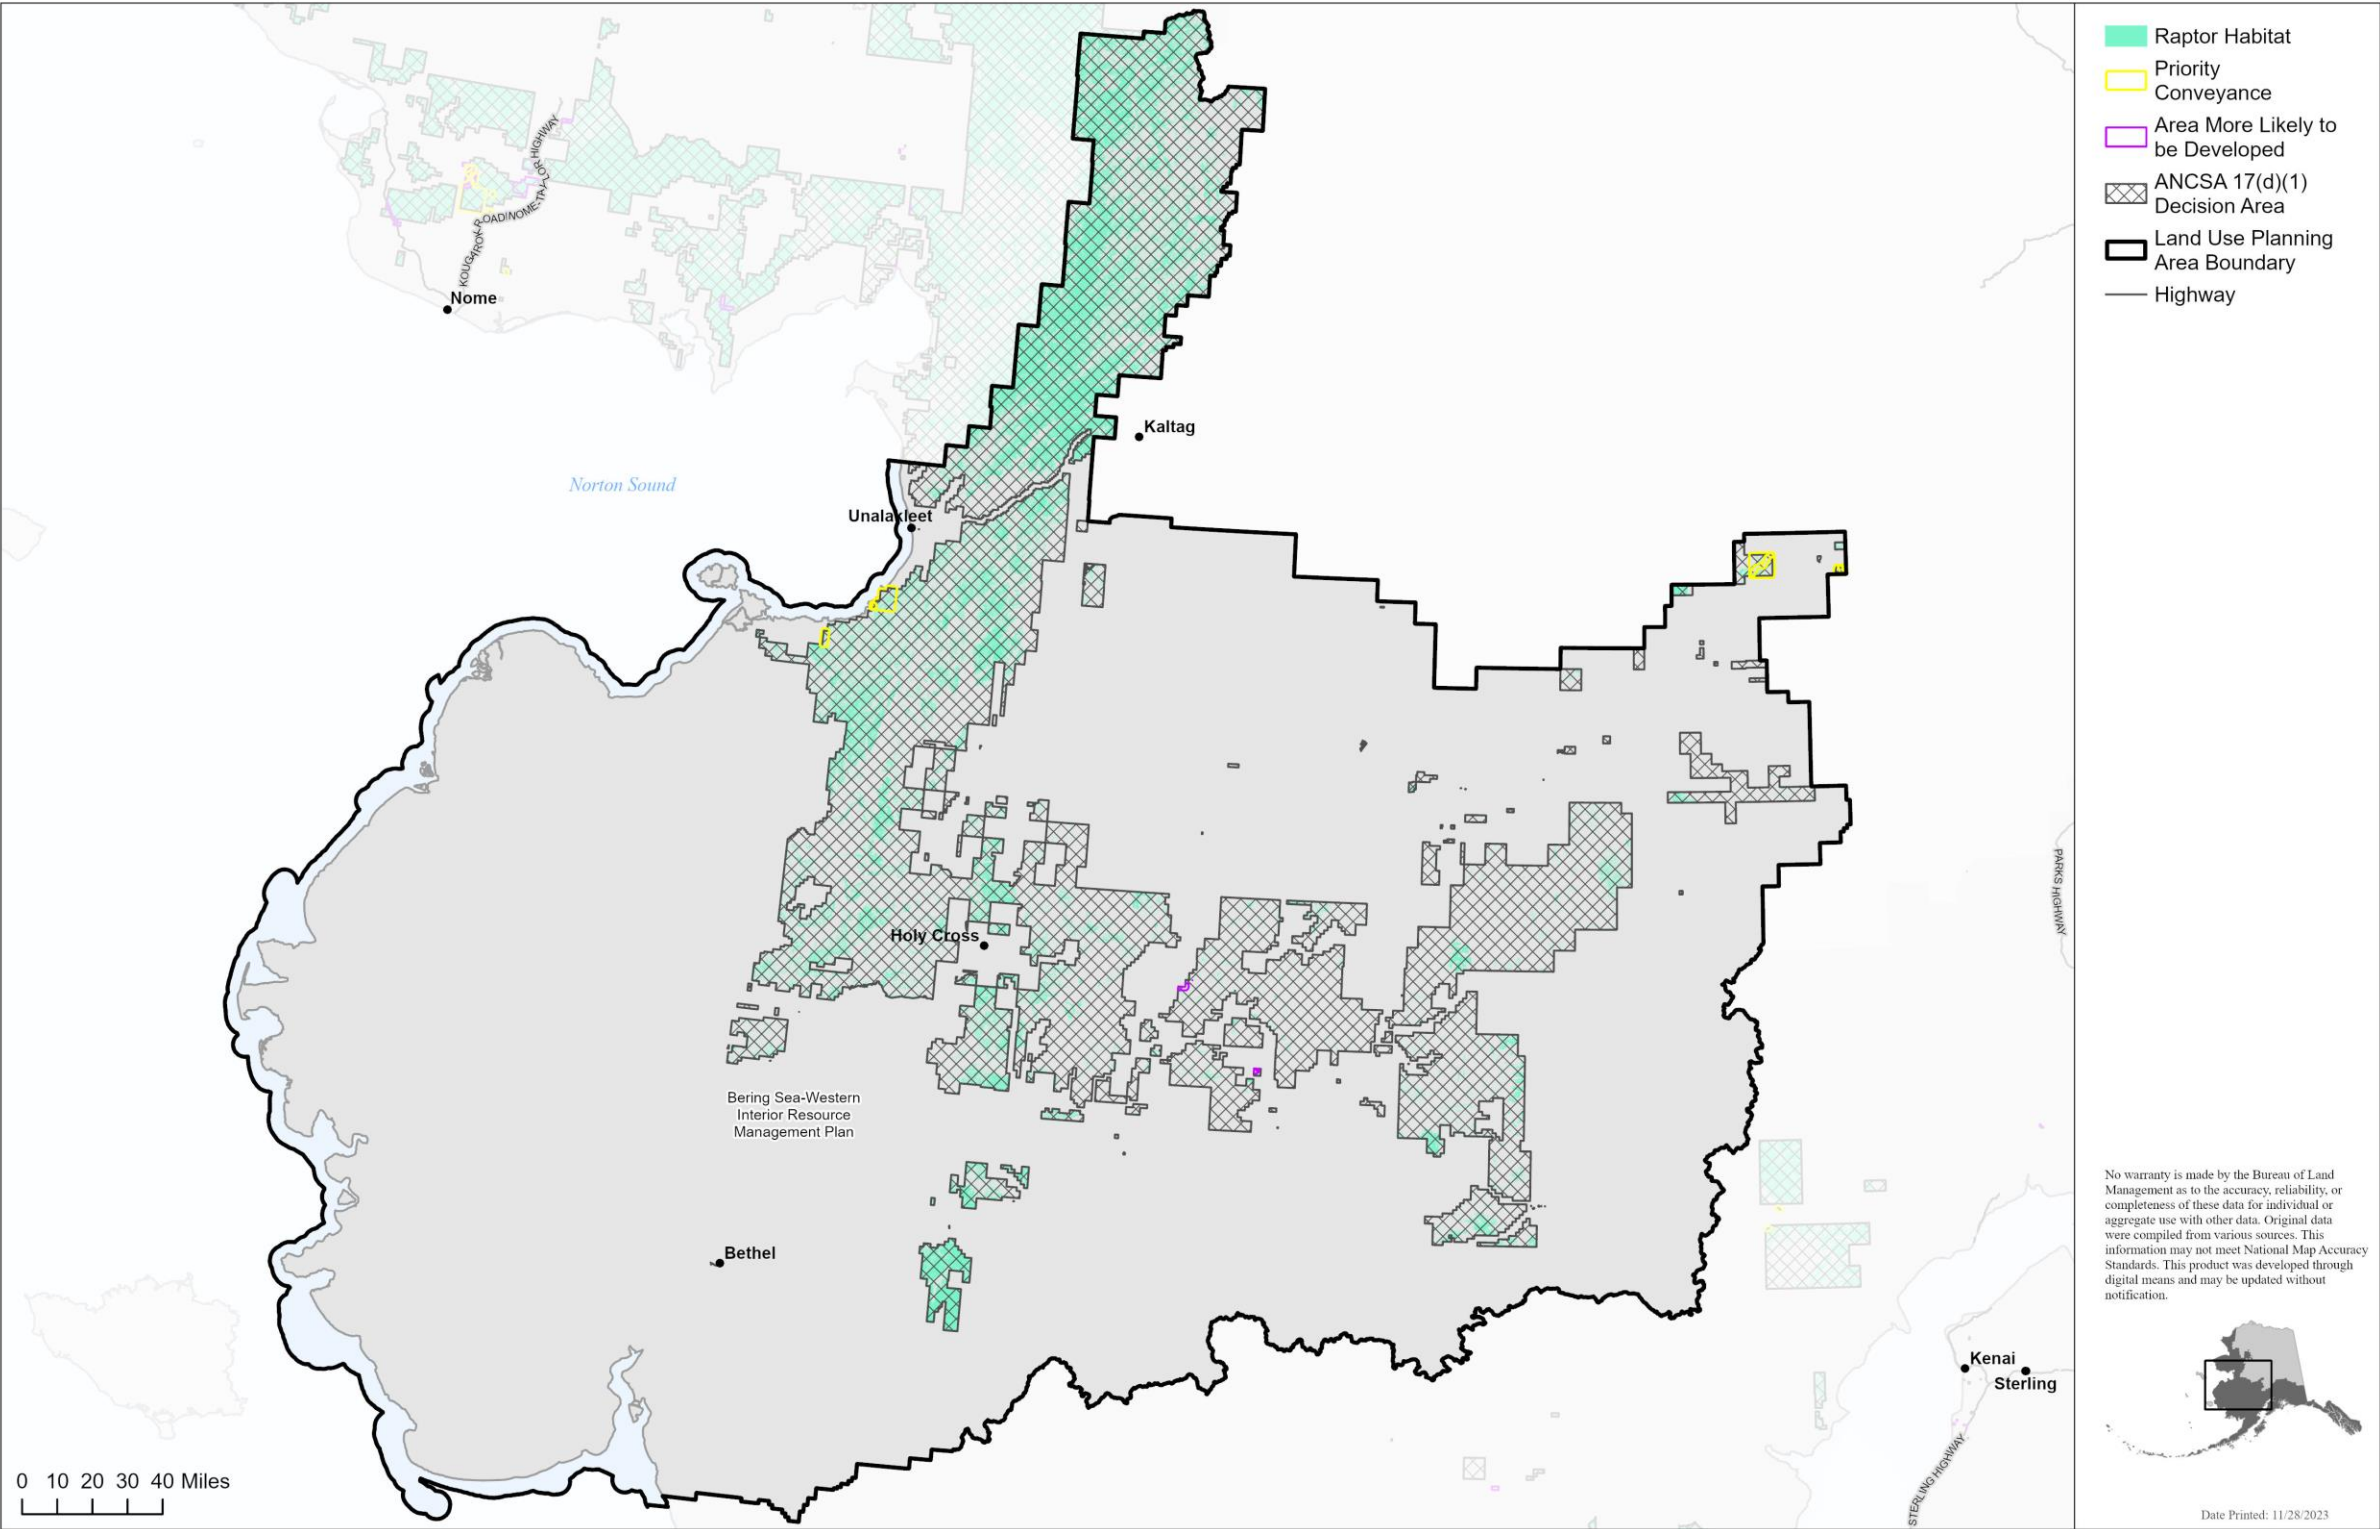 KOUGAROK ROAD/NOME-TAYLOR HIGHWAY
Nome
Kaltag
Norton Sound
Unalakleet
Holy Cross
PARKS HIGHWAY
Bering Sea-Western
Interior Resource
Management Plan
Bethel
Kenai
Sterling
STERLING HIGHWAY
0 10 20 30 40 Miles
Raptor Habitat
Priority
Conveyance
Area More Likely to
be Developed
ANCSA 17(d)(1)
Decision Area
Land Use Planning
Area Boundary
Highway
No warranty is made by the Bureau of Land
Management as to the accuracy, reliability, or
completeness of these data for individual or
aggregate use with other data. Original data
were compiled from various sources. This
information may not meet National Map Accuracy
Standards. This product was developed through
digital means and may be updated without
notification.
Date Printed: 11/28/2023